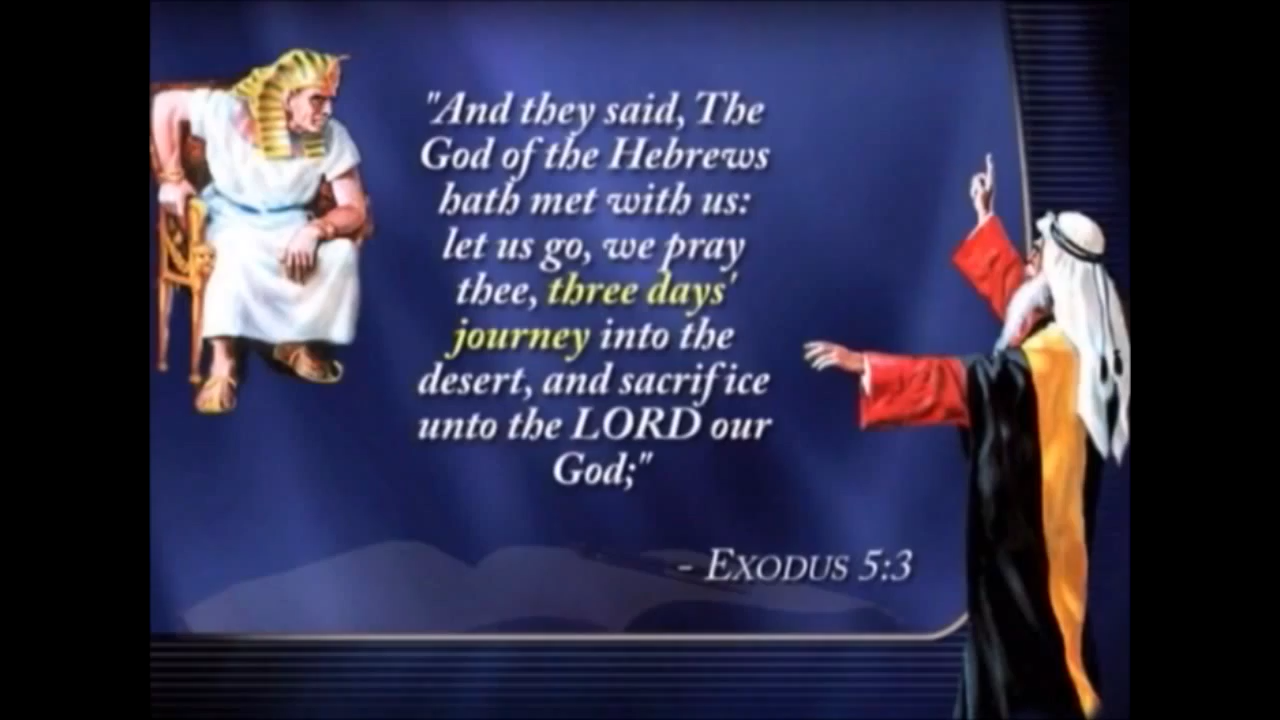 "And they said, The
God of the Hebrews
hath met with us:
let us go, we pray
thee, three days'
journey into the
desert, and sacrifice
unto the LORD our
God;"
- EXODUS 5:3